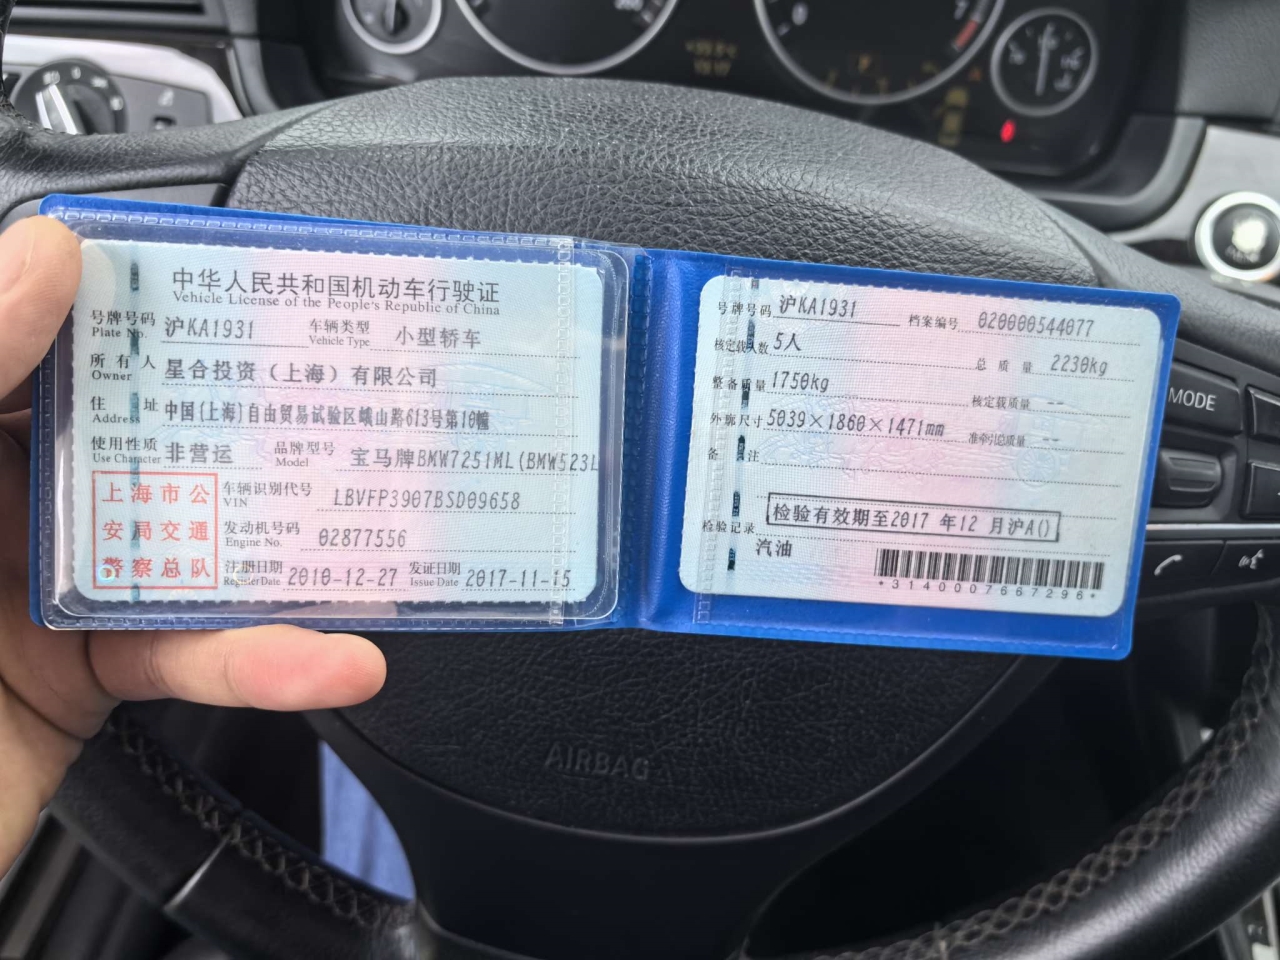 中华人民共和国机动车行驶证
Vehicle License of the People's Republic of China
号牌号码 沪KA1931 车辆类型 小型轿车
Plate No. Vehicle Type
所有人 星合投资（上海）有限公司
Owner
住址 中国(上海)自由贸易试验区峨山路613号第10幢
Address
使用性质 非营运 品牌型号 宝马牌BMW7251ML(BMW523L
Use Character Model
上海市公
安局交通
警察总队
车辆识别代号 LBVFP3907BSD09658
VIN
发动机号码 02877556
Engine No.
注册日期 2010-12-27 发证日期 2017-11-15
Register Date Issue Date
号牌号码 沪KA1931 档案编号 020000544077
核定载人数 5人 总质量 2230kg
整备质量 1750kg 核定载质量 --
外廓尺寸 5039×1860×1471mm 准牵引总质量 --
备注
检验记录 检验有效期至2017 年12 月沪A()
汽油
*3140007667296*
MODE
AIRBAG